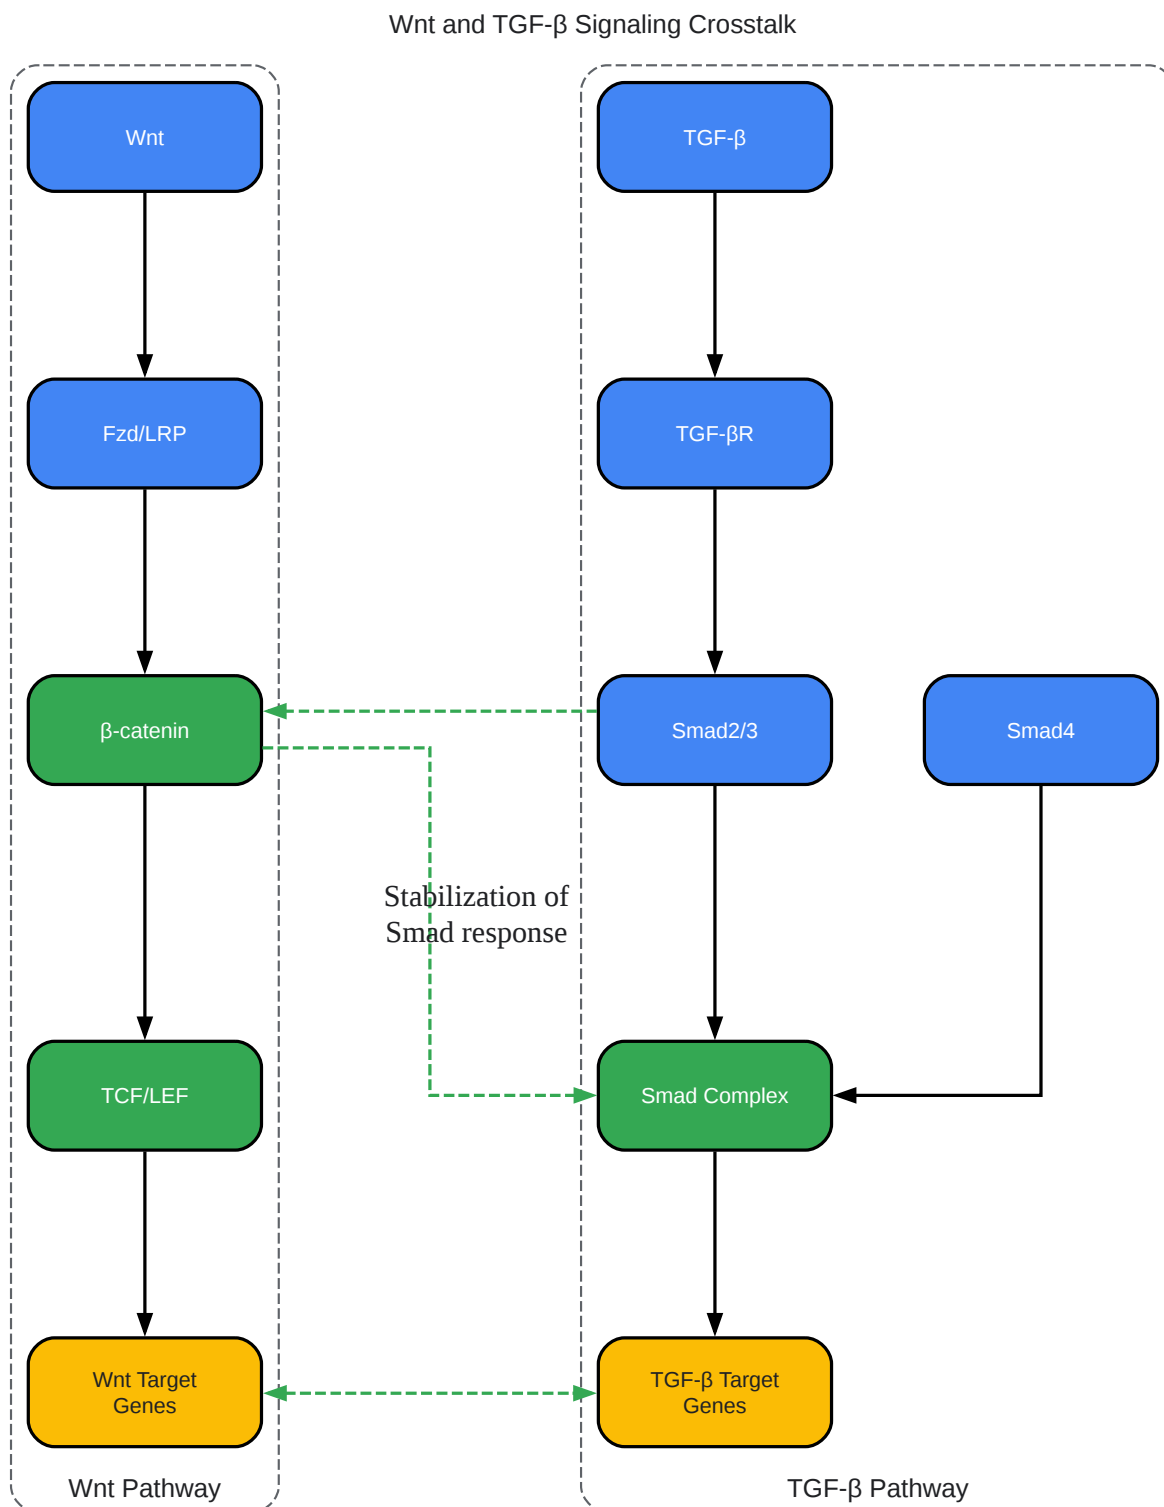 Wnt and TGF-β Signaling Crosstalk
Wnt
TGF-β
Fzd/LRP
TGF-βR
β-catenin
Smad2/3
Smad4
Stabilization of
Smad response
TCF/LEF
Smad Complex
Wnt Target
Genes
TGF-β Target
Genes
Wnt Pathway
TGF-β Pathway